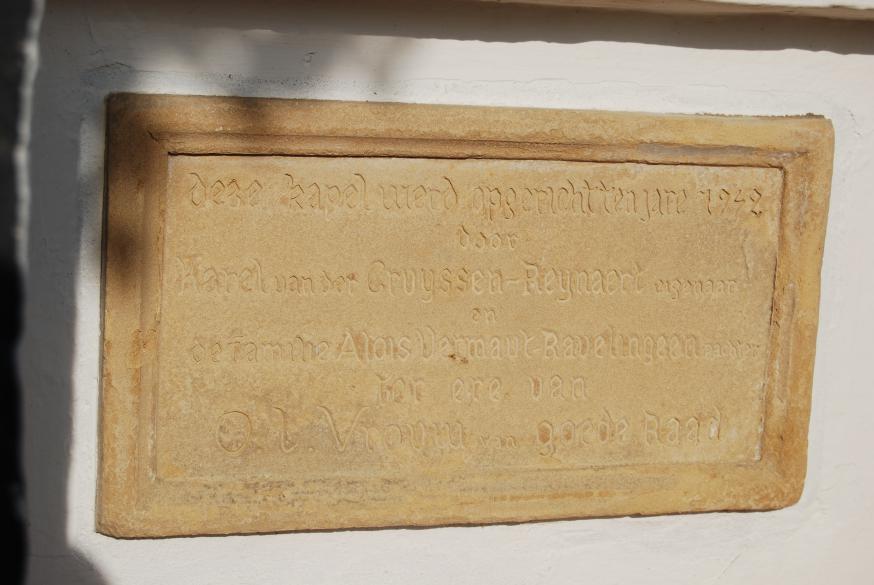 deze kapel werd opgericht ten jare 1942
door
Karel van der Cruyssen-Reynaert eigenaar
en
de familie Aloïs Vermaut-Ravelingeen pachter
ter ere van
O.L.Vrouw van goede Raad